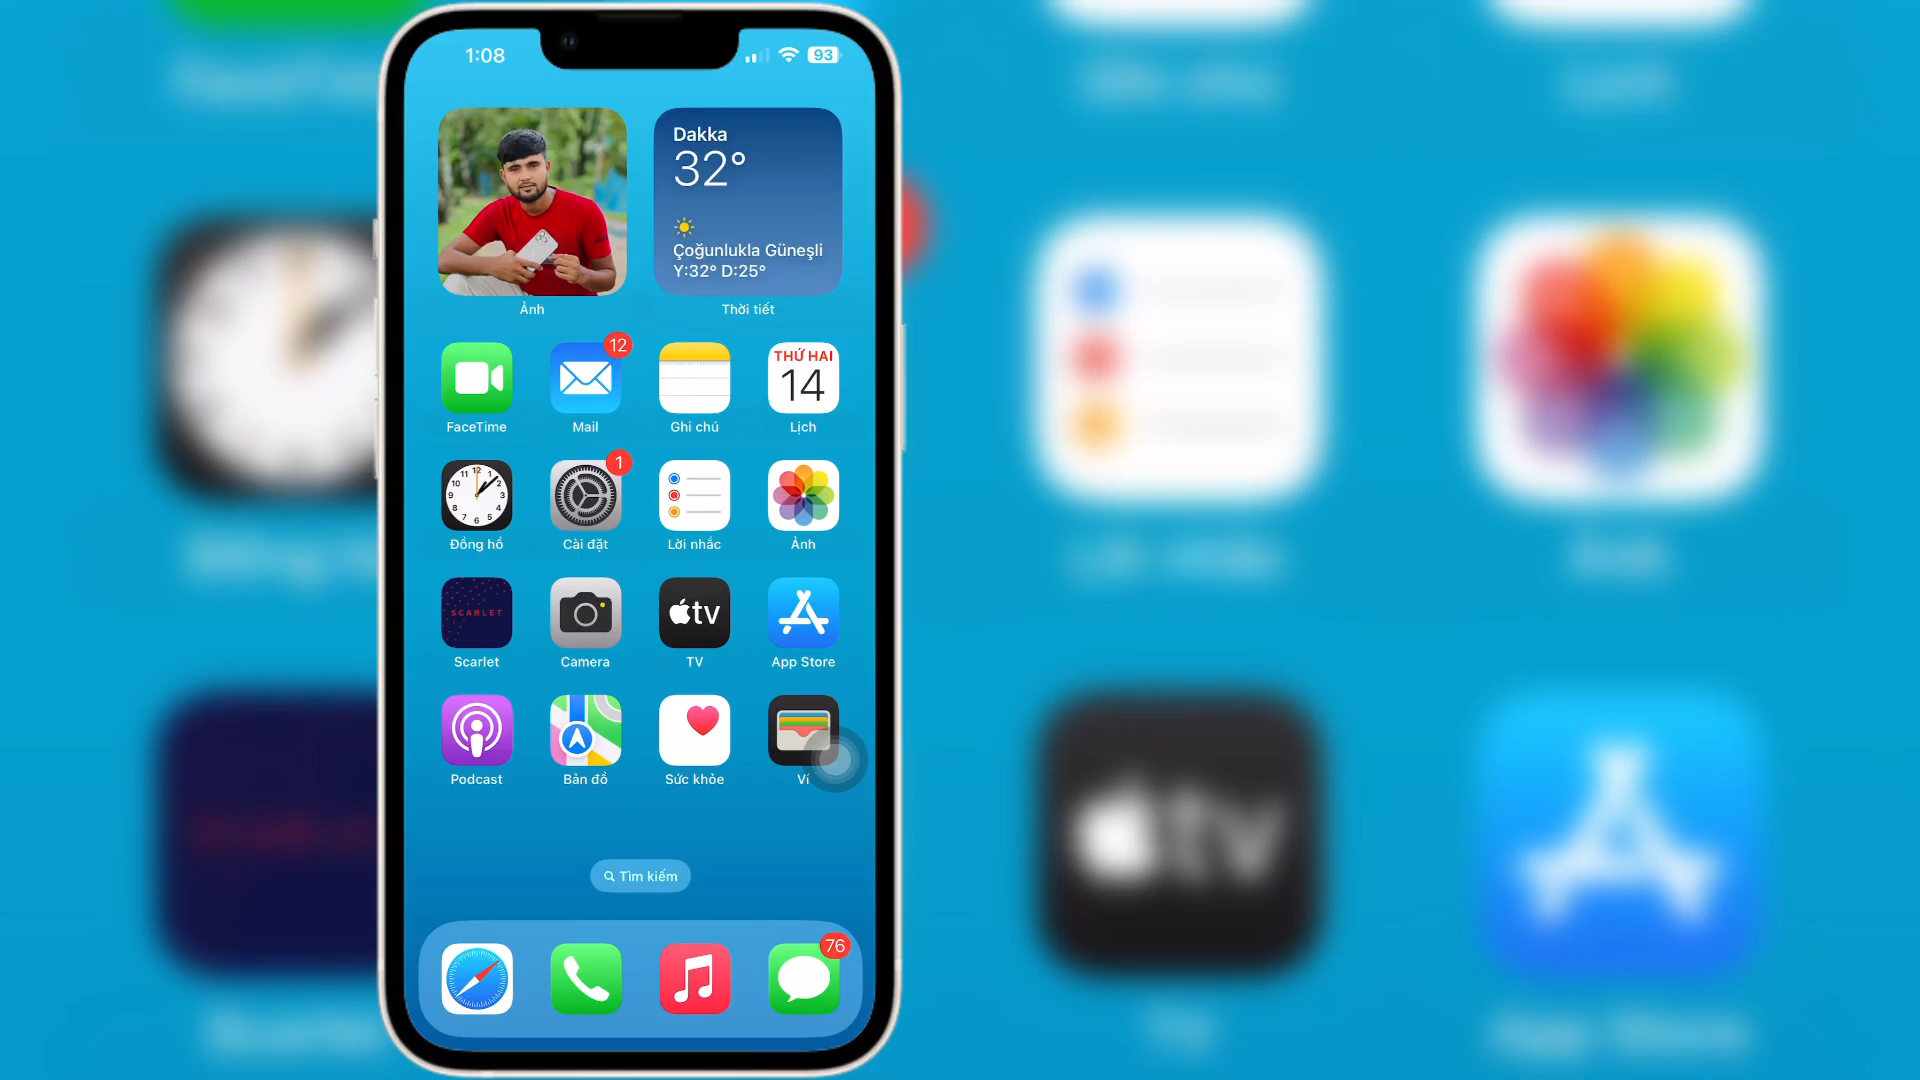 1:08
93
Dakka
32°
Çoğunlukla Güneşli
Y:32° D:25°
Ảnh
Thời tiết
12
THỨ HAI
14
FaceTime
Mail
Ghi chú
Lịch
1
Đồng hồ
Cài đặt
Lời nhắc
Ảnh
SCARLET
tv
Scarlet
Camera
TV
App Store
Podcast
Bản đồ
Sức khỏe
Ví
Tìm kiếm
76